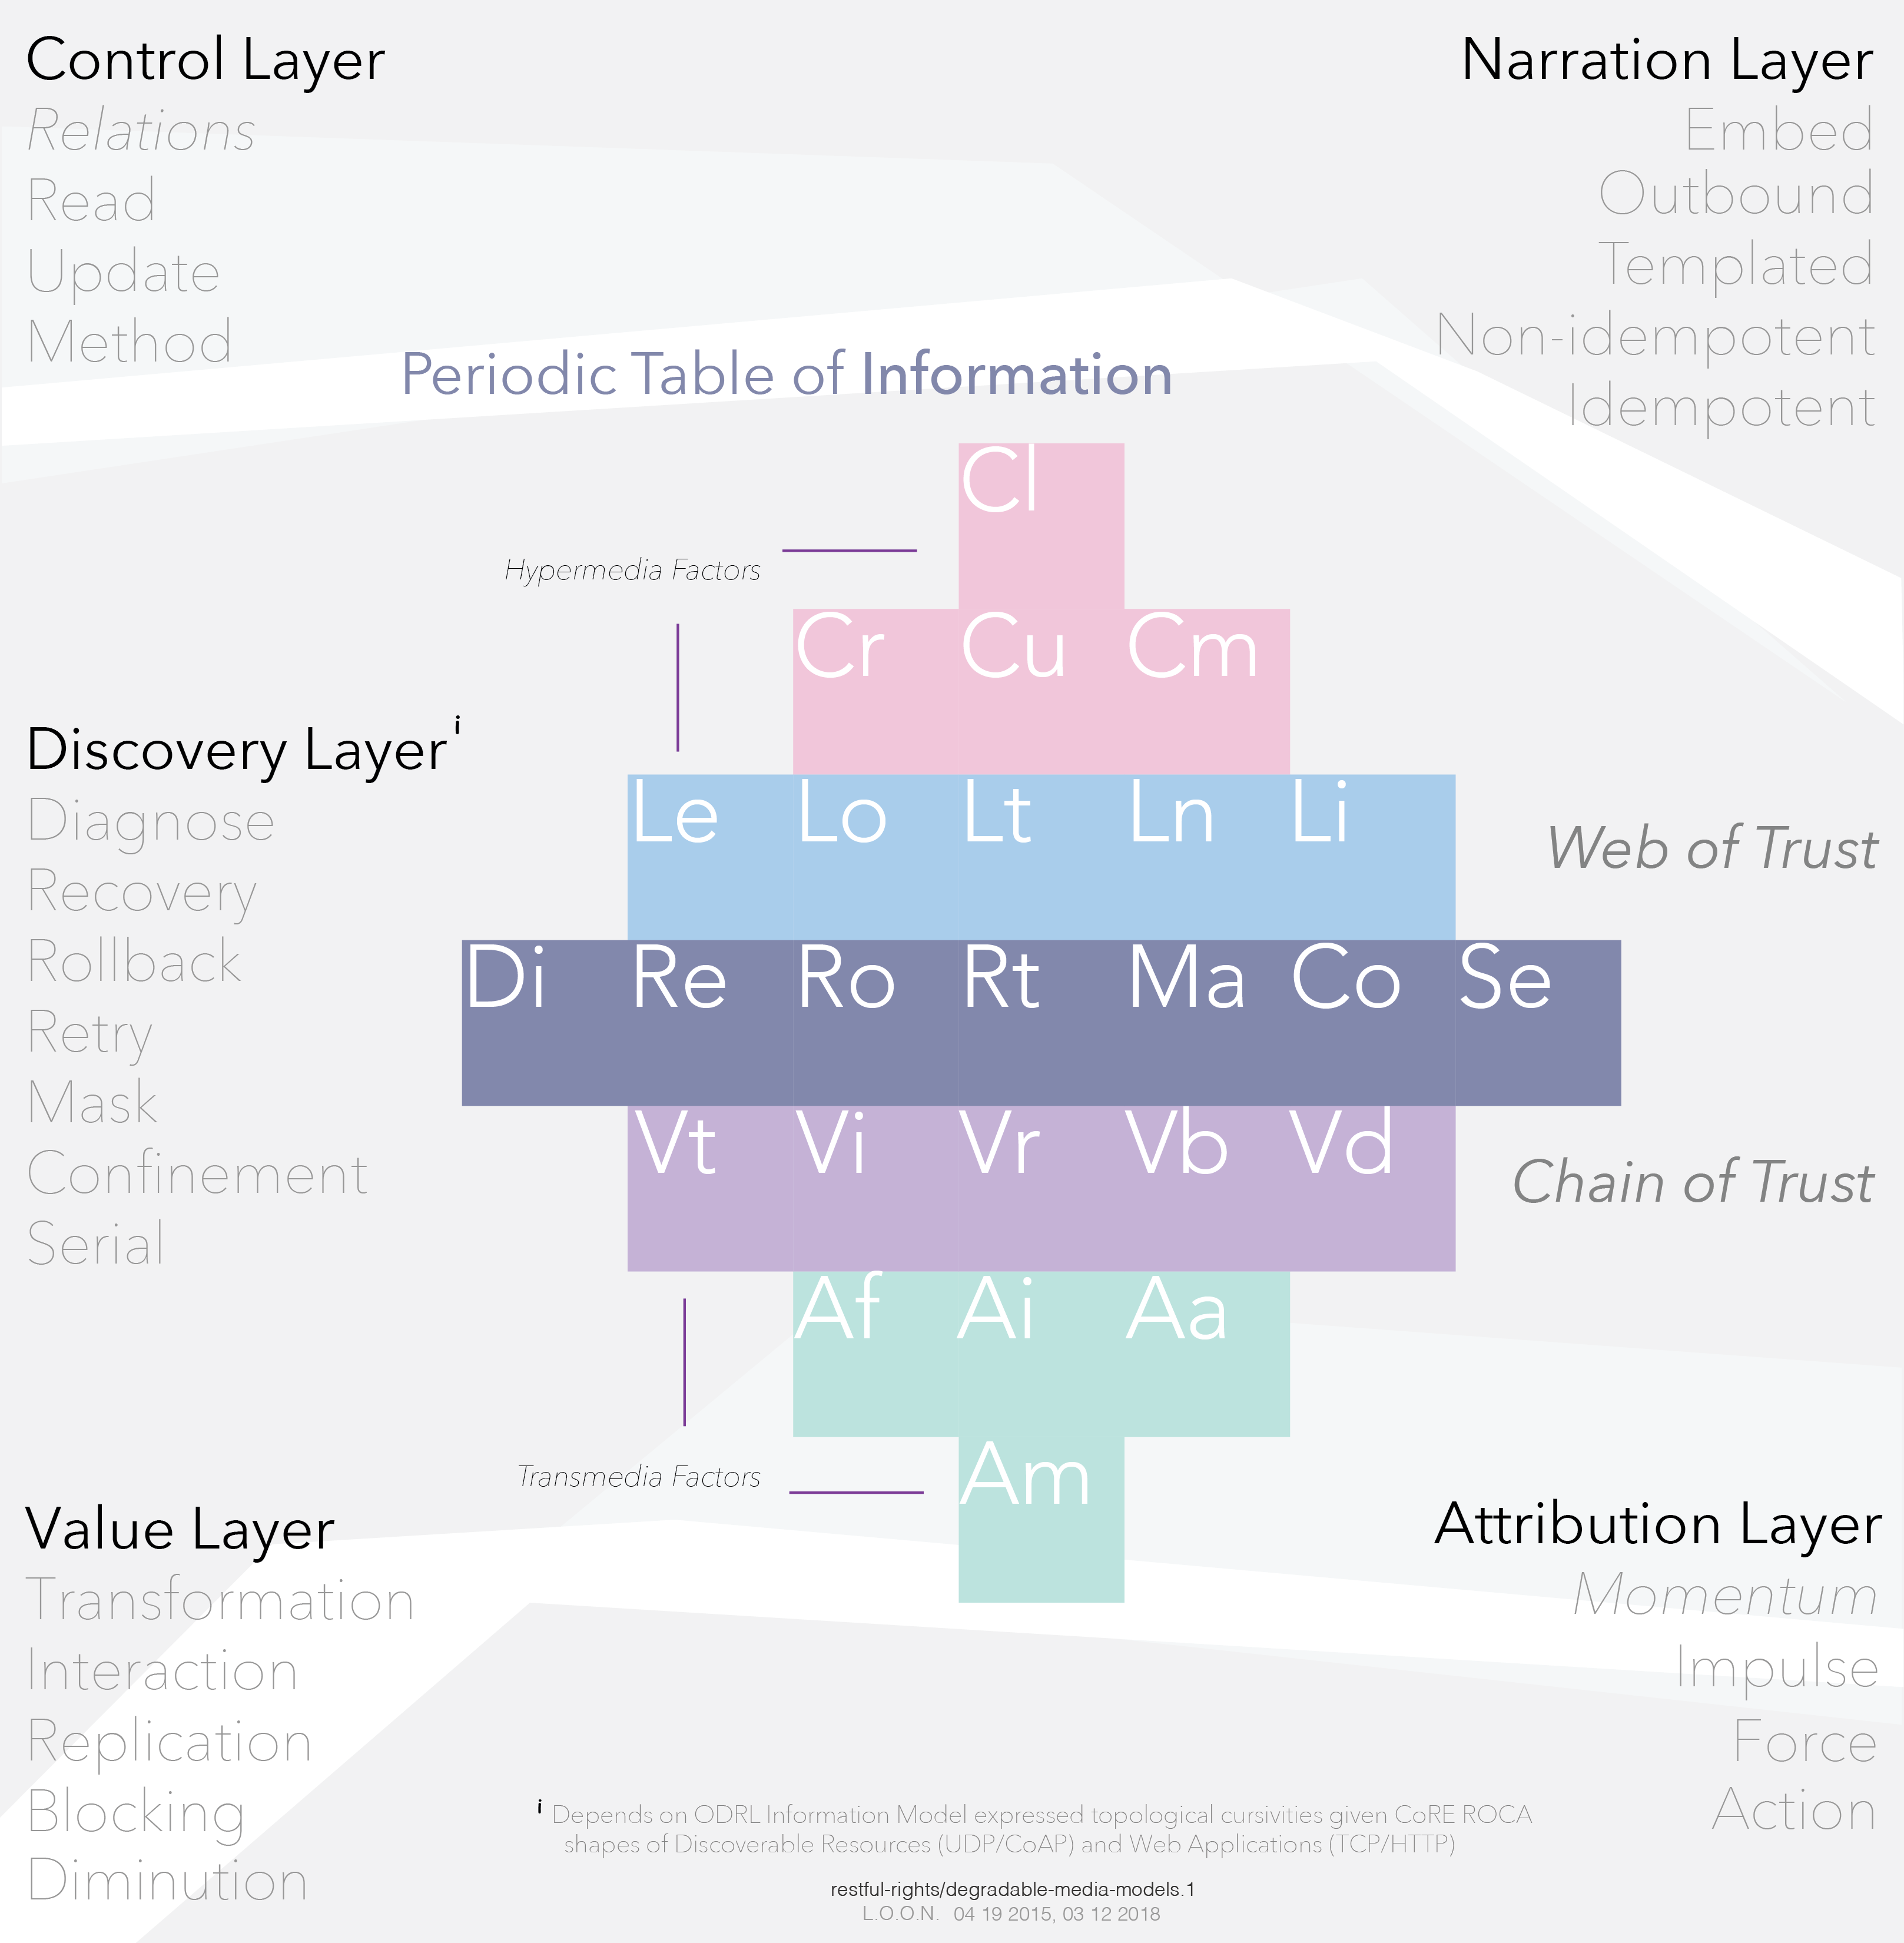 Control Layer
Relations
Read
Update
Method
Narration Layer
Embed
Outbound
Templated
Non-idempotent
Idempotent
Periodic Table of Information
Hypermedia Factors
Cl
Cr Cu Cm
Le Lo Lt Ln Li
Di Re Ro Rt Ma Co Se
Vt Vi Vr Vb Vd
Af Ai Aa
Am
Transmedia Factors
Discovery Layer i
Diagnose
Recovery
Rollback
Retry
Mask
Confinement
Serial
Web of Trust
Chain of Trust
Value Layer
Transformation
Interaction
Replication
Blocking
Diminution
Attribution Layer
Momentum
Impulse
Force
Action
i Depends on ODRL Information Model expressed topological cursivities given CoRE ROCA
shapes of Discoverable Resources (UDP/CoAP) and Web Applications (TCP/HTTP)
restful-rights/degradable-media-models.1
L.O.O.N. 04 19 2015, 03 12 2018